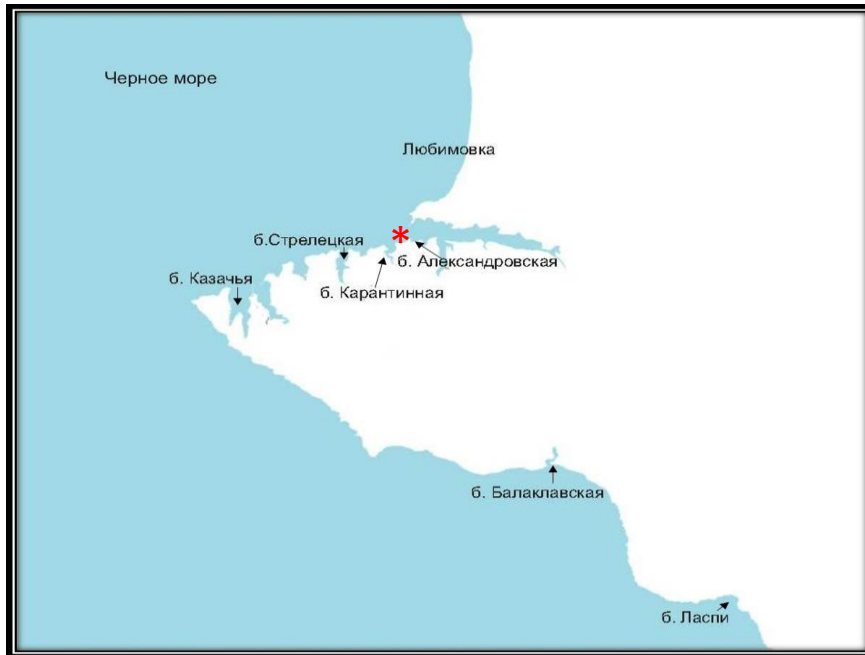 Черное море
Любимовка
б.Стрелецкая
б. Александровская
б. Казачья
б. Карантинная
б. Балаклавская
б. Ласпи